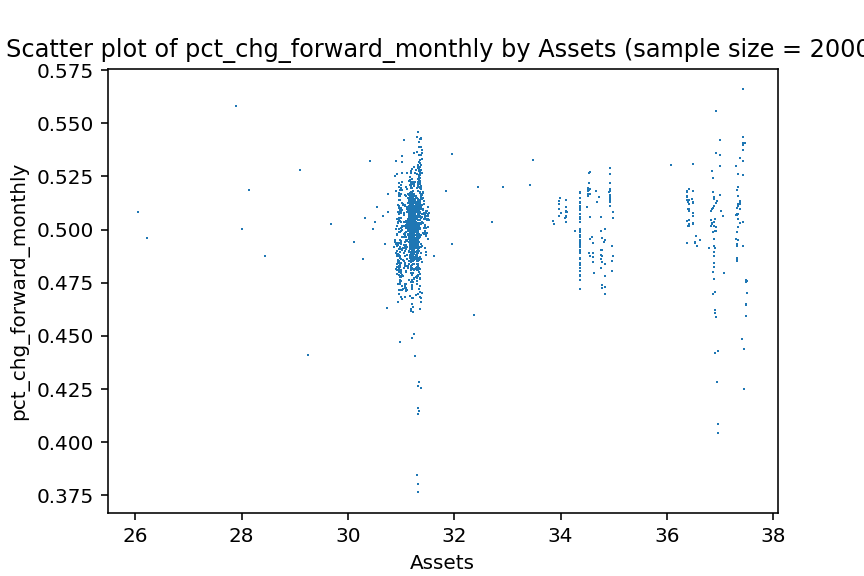 Scatter plot of pct_chg_forward_monthly by Assets (sample size = 2000
0.575
0.550
0.525
0.500
0.475
0.450
0.425
0.400
0.375
pct_chg_forward_monthly
26 28 30 32 34 36 38
Assets